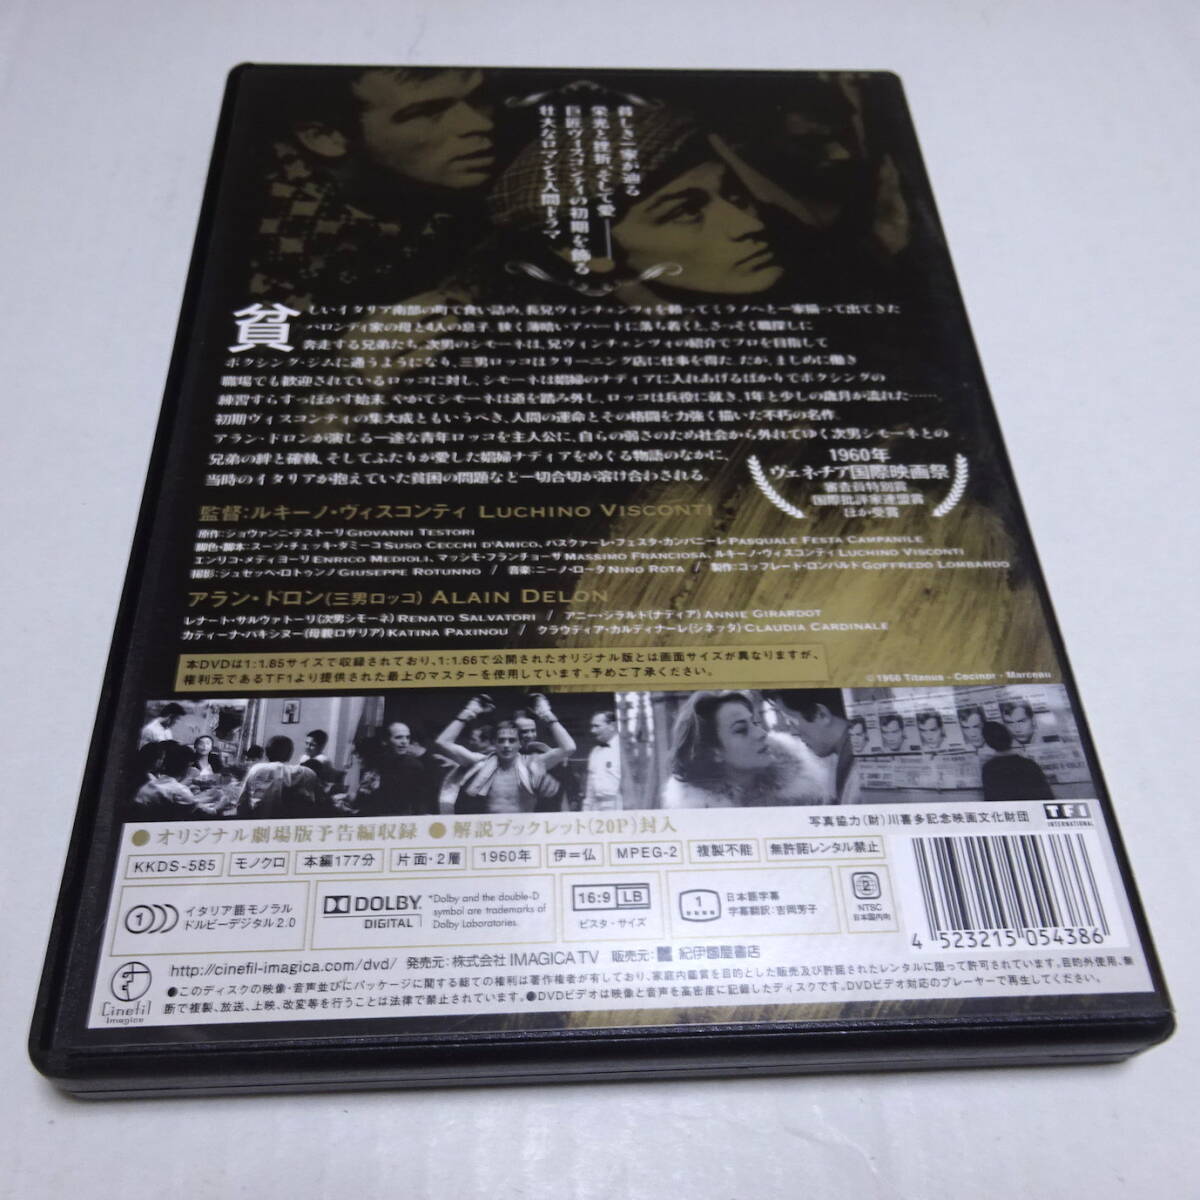 貧しき一家が辿る
栄光と挫折、そして愛――
巨匠ヴィスコンティの初期を飾る
壮大なロマンと人間ドラマ
貧しいイタリア南部の町で食い詰め、長兄ヴィンチェンツォを頼ってミラノへと一家揃って出てきた
パロンディ家の母と4人の息子。狭く薄暗いアパートに落ち着くと、さっそく職探しに
奔走する兄弟たち。次男のシモーネは、兄ヴィンチェンツォの紹介でプロを目指して
ボクシング・ジムに通うようになり、三男ロッコはクリーニング店に仕事を得た。だが、まじめに働き
職場でも歓迎されているロッコに対し、シモーネは娼婦のナディアに入れあげるばかりでボクシングの
練習すらすっぽかす始末。やがてシモーネは道を踏み外し、ロッコは兵役に就き、1年と少しの歳月が流れた……。
初期ヴィスコンティの集大成ともいうべき、人間の運命とその格闘を力強く描いた不朽の名作。
アラン・ドロンが演じる一途な青年ロッコを主人公に、自らの弱さのため社会から外れてゆく次男シモーネとの
兄弟の絆と確執、そしてふたりが愛した娼婦ナディアをめぐる物語のなかに、
当時のイタリアが抱えていた貧困の問題など一切合切が溶け合わされる。
1960年
ヴェネチア国際映画祭
審査員特別賞
国際批評家連盟賞
ほか受賞
監督:ルキーノ・ヴィスコンティ LUCHINO VISCONTI
原作:ジョヴァンニ・テストーリ GIOVANNI TESTORI
脚色・脚本:スーゾ・チェッキ・ダミーコ SUSO CECCHI D'AMICO、パスクァーレ・フェスタ・カンパニーレ PASQUALE FESTA CAMPANILE
エンリコ・メディオーリ ENRICO MEDIOLI、マッシモ・フランチョーザ MASSIMO FRANCIOSA、ルキーノ・ヴィスコンティ LUCHINO VISCONTI
撮影:ジュゼッペ・ロトゥンノ GIUSEPPE ROTUNNO / 音楽:ニーノ・ロータ NINO ROTA / 製作:ゴッフレート・ロンバルト GOFFREDO LOMBARDO
アラン・ドロン(三男ロッコ) ALAIN DELON
レナート・サルヴァトーリ(次男シモーネ) RENATO SALVATORI / アニー・ジラルド(ナディア) ANNIE GIRARDOT
カティーナ・パキシヌー(母親ロザリア) KATINA PAXINOU / クラウディア・カルディナーレ(ジネッタ) CLAUDIA CARDINALE
本DVDは1:1.85サイズで収録されており、1:1.66で公開されたオリジナル版とは画面サイズが異なりますが、
権利元であるTF1より提供された最上のマスターを使用しています。予めご了承ください。
©1960 Titanus - Cocinor - Marceau
●オリジナル劇場版予告編収録 ●解説ブックレット(20P)封入
写真協力(財)川喜多記念映画文化財団
TF1
INTERNATIONAL
KKDS-585 モノクロ 本編177分 片面・2層 1960年 伊=仏 MPEG-2 複製不能 無許諾レンタル禁止
1 イタリア語モノラル
ドルビーデジタル2.0
DOLBY
DIGITAL
"Dolby and the double-D
symbol are trademarks of
Dolby Laboratories.
16:9 LB
ビスタ・サイズ
1 日本語字幕
字幕翻訳:吉岡芳子
2
NTSC
日本国内向
4 523215 054386
Cinefil
Imagica
http://cinefil-imagica.com/dvd/ 発売元:株式会社 IMAGICA TV 販売元: 紀伊國屋書店
●このディスクの映像・音声並びにパッケージに関する総ての権利は著作権者が有しており、家庭内鑑賞を目的とした販売及び許諾されたレンタルに限って許可されています。目的外使用、無
断で複製、放送、上映、改変等を行うことは法律で禁止されています。●DVDビデオは映像と音声を高密度に記録したディスクです。DVDビデオ対応のプレーヤーで再生してください。